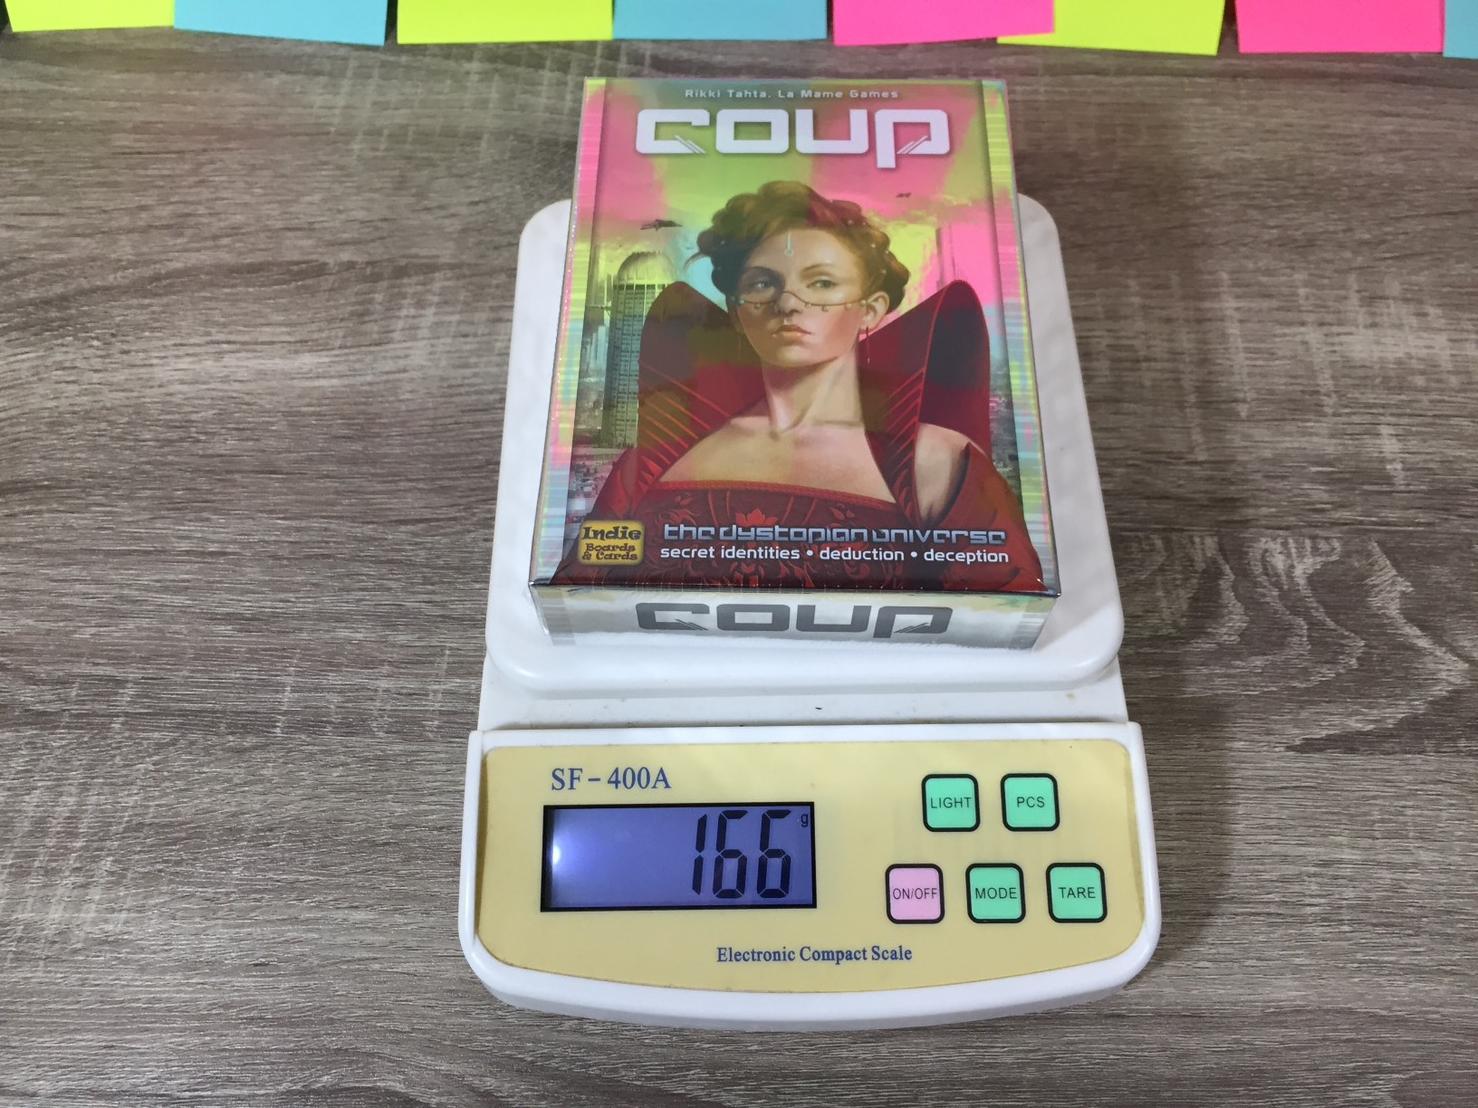 Rikki Tahta. La Mame Games
coup
Indie
Boards
& Cards
the dystopian universe
secret identities • deduction • deception
coup
SF-400A
166 g
LIGHT
PCS
ON/OFF
MODE
TARE
Electronic Compact Scale